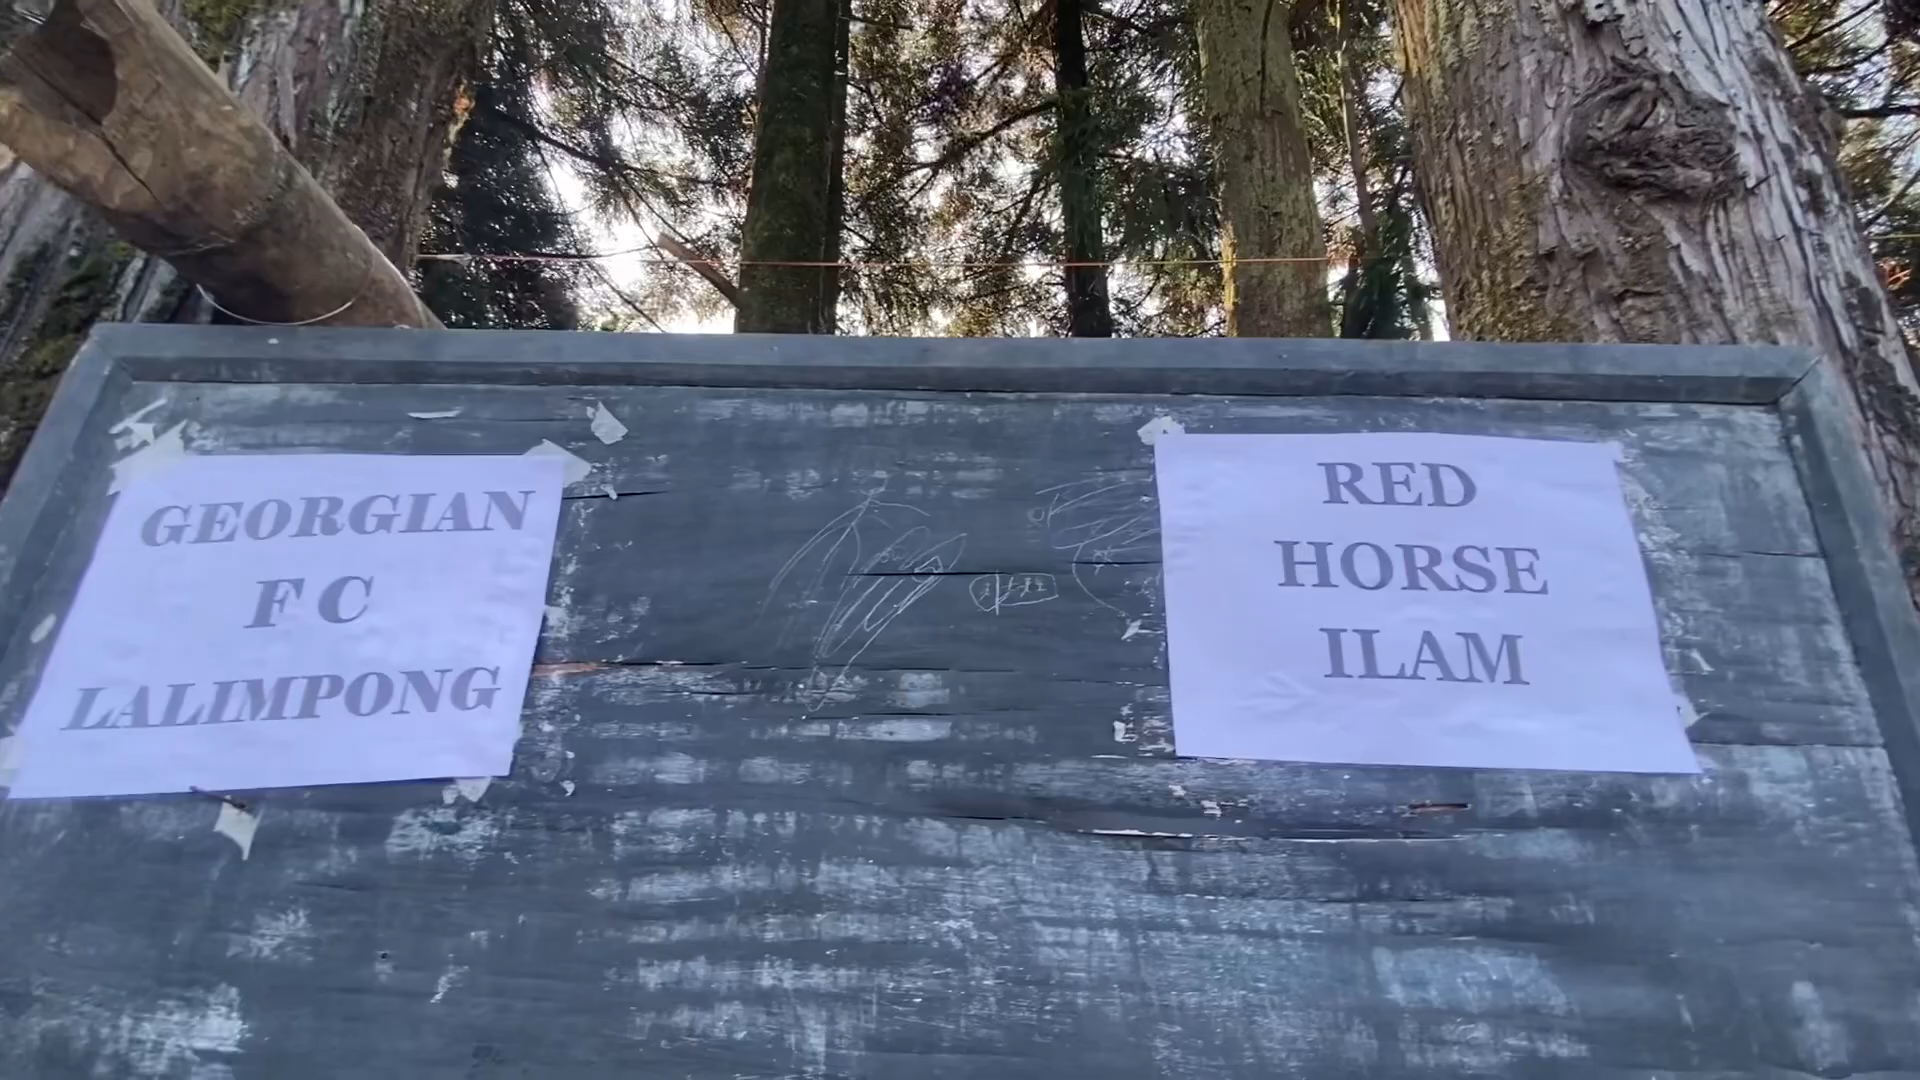 GEORGIAN
F C
LALIMPONG
RED
HORSE
ILAM